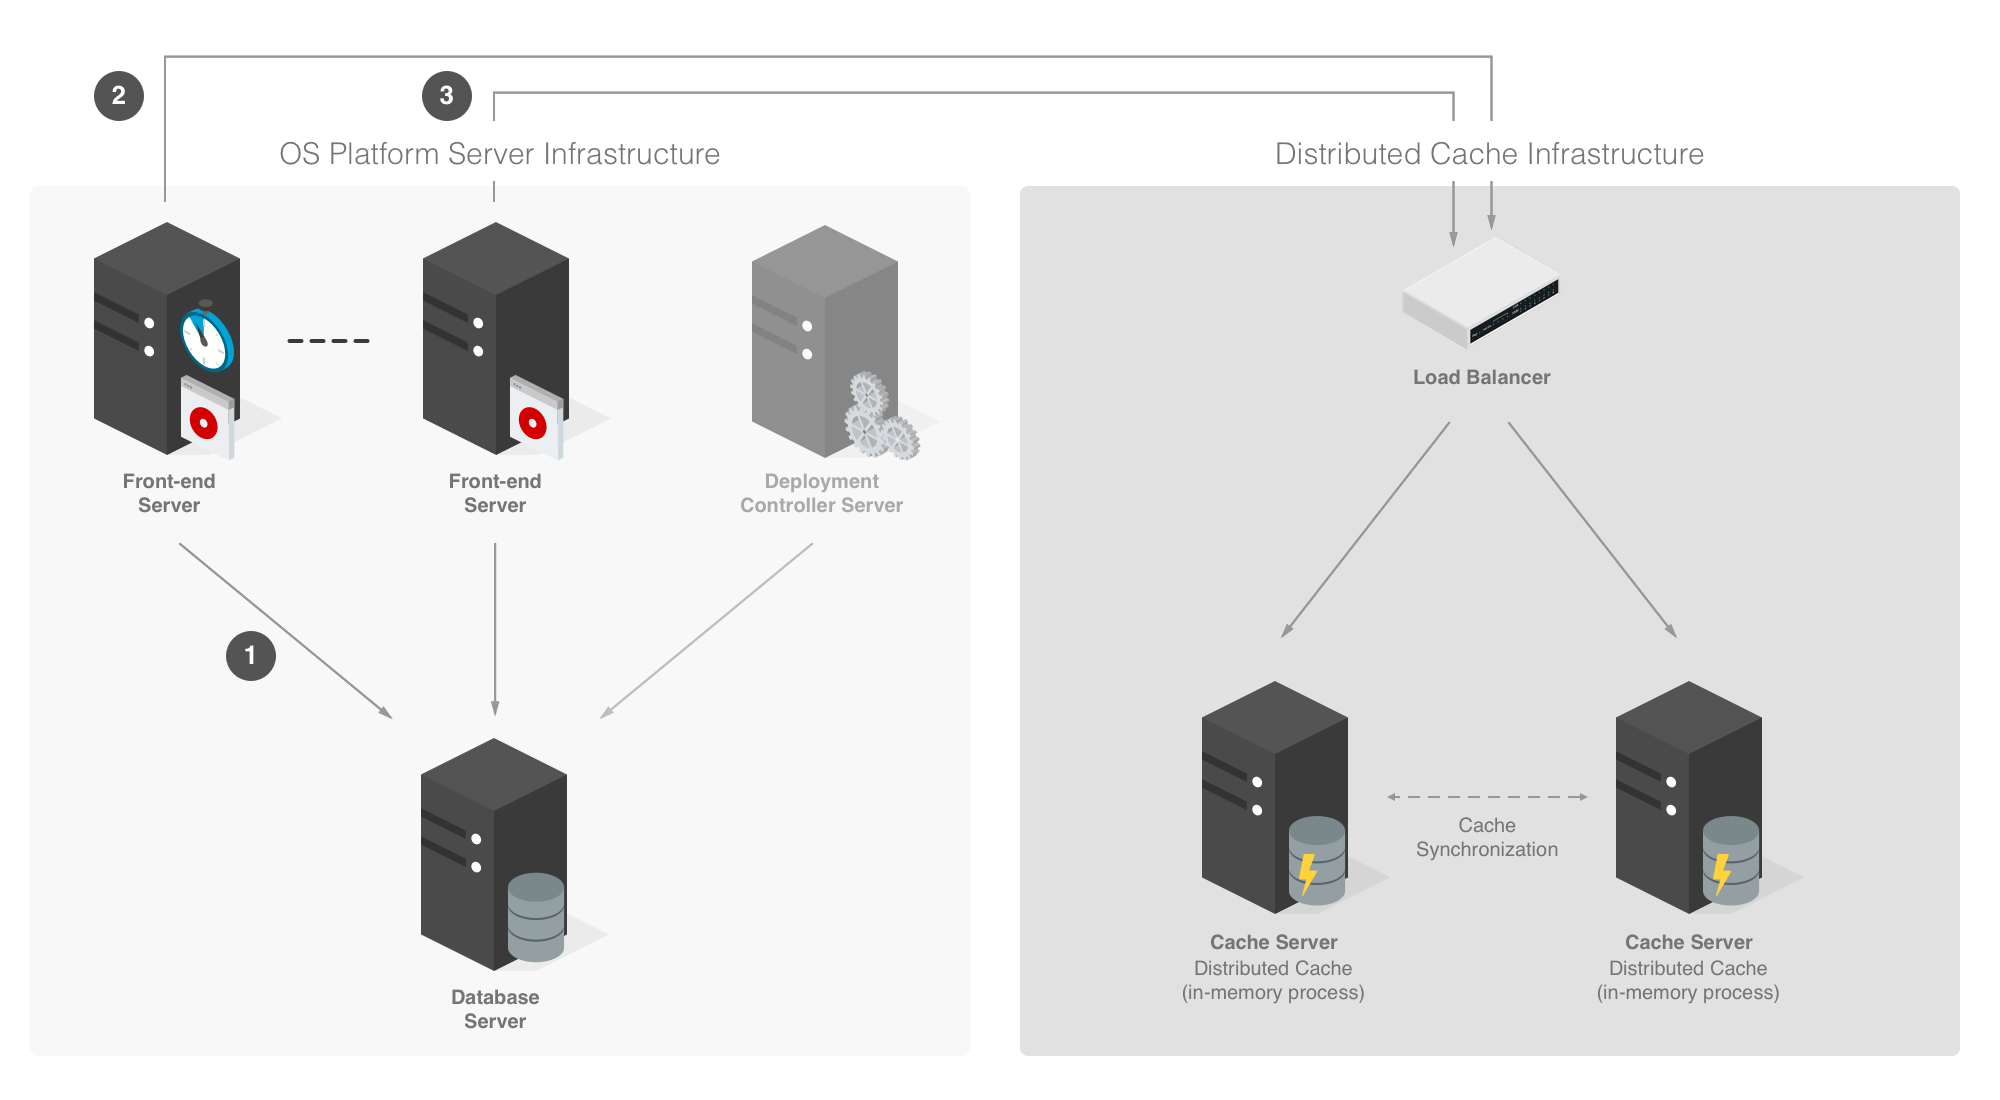 2
3
OS Platform Server Infrastructure
Distributed Cache Infrastructure
Load Balancer
Front-end
Server
Front-end
Server
Deployment
Controller Server
1
Cache
Synchronization
Database
Server
Cache Server
Distributed Cache
(in-memory process)
Cache Server
Distributed Cache
(in-memory process)